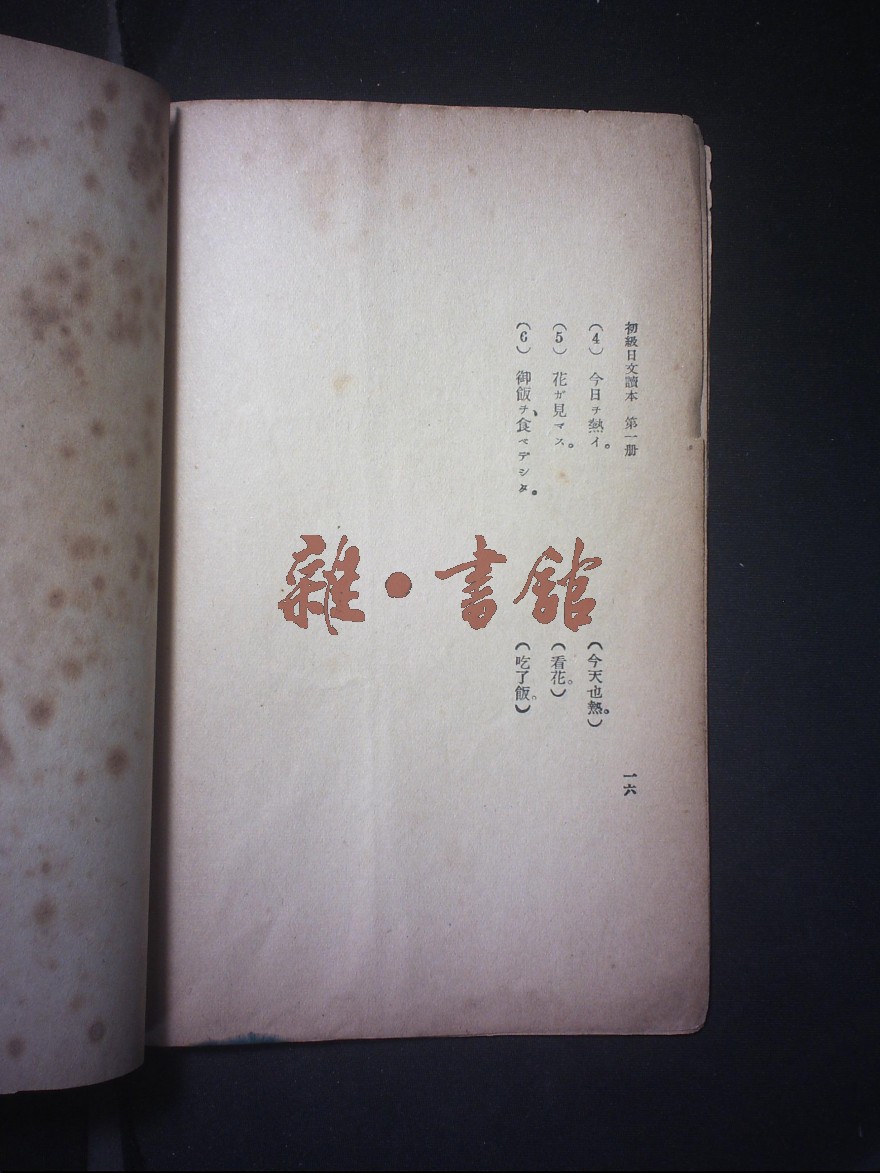 初級日文讀本　第一册
一六
(4)　今日ヲ熱イ。
(今天也熱。)
(5)　花ガ見マス。
(看花。)
(6)　御飯ヲ、食ベデシタ。
(吃了飯。)
雜・書館